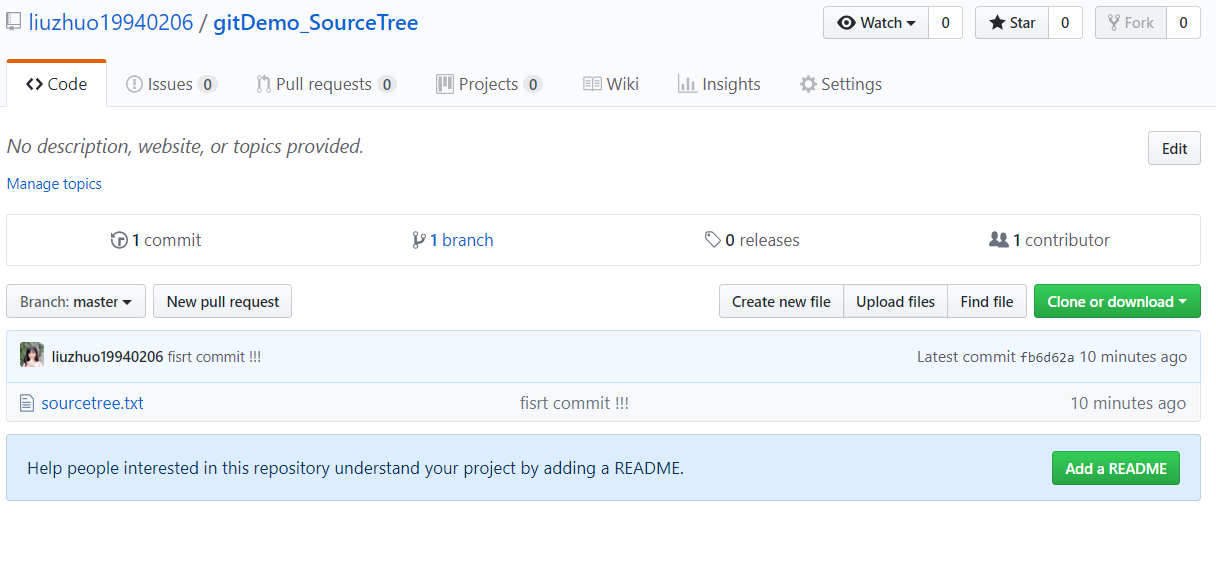 liuzhuo19940206 / gitDemo_SourceTree Watch 0 Star 0 Fork 0
Code Issues 0 Pull requests 0 Projects 0 Wiki Insights Settings
No description, website, or topics provided. Edit
Manage topics
1 commit 1 branch 0 releases 1 contributor
Branch: master New pull request Create new file Upload files Find file Clone or download
liuzhuo19940206 fisrt commit !!! Latest commit fb6d62a 10 minutes ago
sourcetree.txt fisrt commit !!! 10 minutes ago
Help people interested in this repository understand your project by adding a README. Add a README